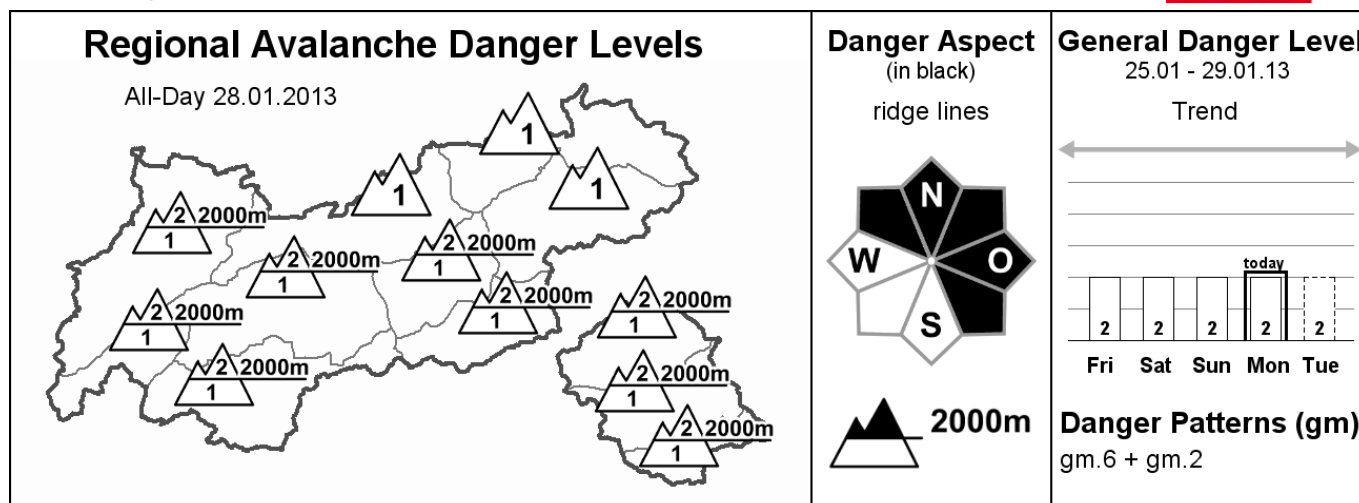 Regional Avalanche Danger Levels
All-Day 28.01.2013
1
1
1
2 2000m
1
2 2000m
1
2 2000m
1
2 2000m
1
2 2000m
1
2 2000m
1
2 2000m
1
2 2000m
1
2 2000m
1
Danger Aspect
(in black)
ridge lines
N
W O
S
2000m
General Danger Level
25.01 - 29.01.13
Trend
today
2 2 2 2 2
Fri Sat Sun Mon Tue
Danger Patterns (gm)
gm.6 + gm.2